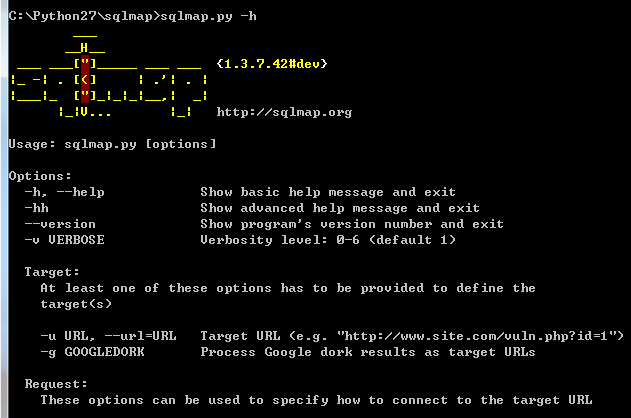 C:\Python27\sqlmap>sqlmap.py -h
        ___
       __H__
 ___ ___["]_____ ___ ___  {1.3.7.42#dev}
|_ -| . [(]     | .'| . |
|___|_  ["]_|_|_|__,|  _|
      |_|V...       |_|   http://sqlmap.org
Usage: sqlmap.py [options]
Options:
  -h, --help            Show basic help message and exit
  -hh                   Show advanced help message and exit
  --version             Show program's version number and exit
  -v VERBOSE            Verbosity level: 0-6 (default 1)
  Target:
    At least one of these options has to be provided to define the
    target(s)
    -u URL, --url=URL   Target URL (e.g. "http://www.site.com/vuln.php?id=1")
    -g GOOGLEDORK       Process Google dork results as target URLs
  Request:
    These options can be used to specify how to connect to the target URL